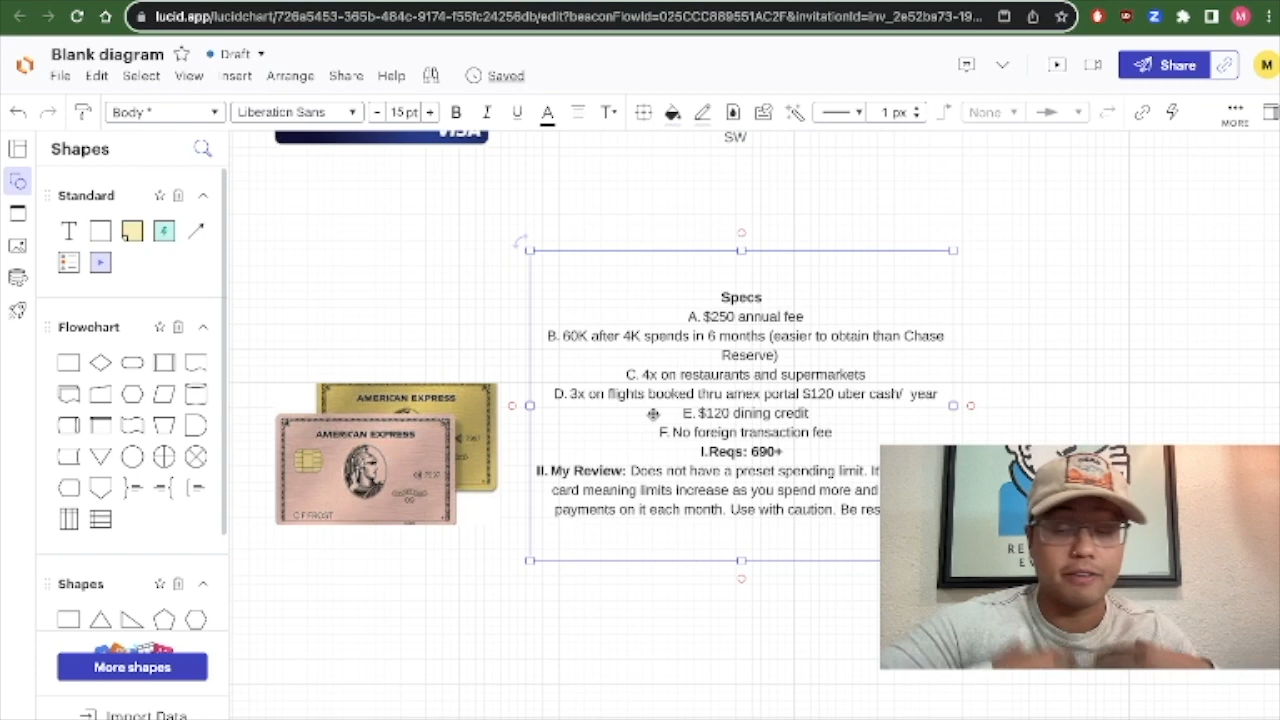 lucid.app/lucidchart/726a5453-365b-484c-9174-f55fc24256db/edit?beaconFlowId=025CCC889551AC2F&invitationId=inv_2e52ba73-19...
M
Blank diagram
Draft
File Edit Select View Insert Arrange Share Help
Saved
Share
M
Body *
Liberation Sans
- 15 pt +
B I U A
T
1 px
None
MORE
Shapes
Standard
T
Flowchart
Shapes
More shapes
Import Data
VISA
SW
Specs
A. $250 annual fee
B. 60K after 4K spends in 6 months (easier to obtain than Chase
Reserve)
C. 4x on restaurants and supermarkets
D. 3x on flights booked thru amex portal $120 uber cash/ year
E. $120 dining credit
F. No foreign transaction fee
I.Reqs: 690+
II. My Review: Does not have a preset spending limit. It
card meaning limits increase as you spend more and
payments on it each month. Use with caution. Be res
AMERICAN EXPRESS
AMERICAN EXPRESS
C F FROST
RE
EV